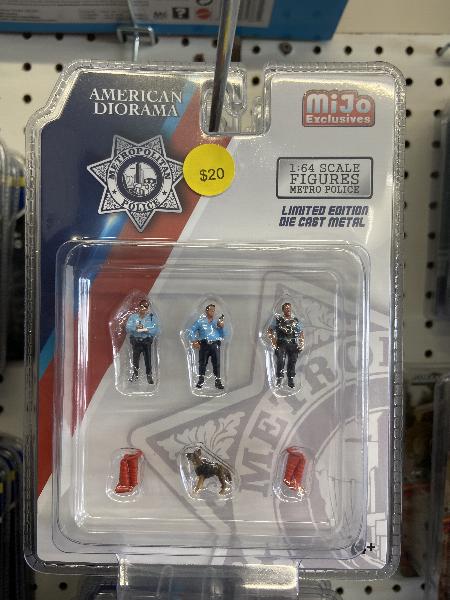 AMERICAN
DIORAMA
METROPOLITAN
POLICE
$20
MiJo
Exclusives
1:64 SCALE
FIGURES
METRO POLICE
LIMITED EDITION
DIE CAST METAL
METRO